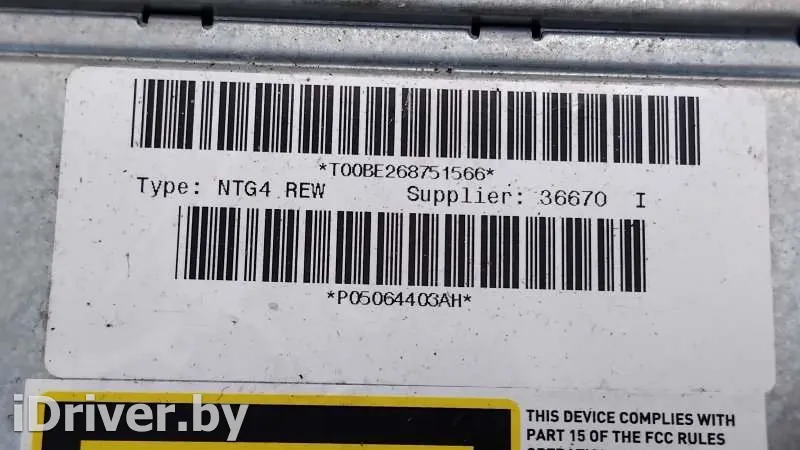 *T00BE268751566*
Type: NTG4 REW Supplier: 36670 I
*P05064403AH*
iDriver.by
THIS DEVICE COMPLIES WITH
PART 15 OF THE FCC RULES